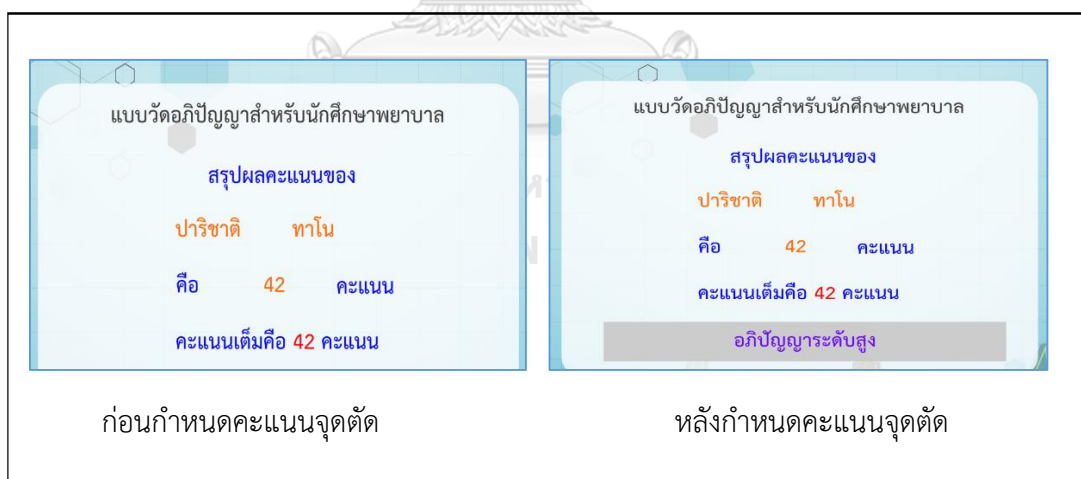 แบบวัดอภิปัญญาสำหรับนักศึกษาพยาบาล
สรุปผลคะแนนของ
ปาริชาติ ทาโน
คือ 42 คะแนน
คะแนนเต็มคือ 42 คะแนน
แบบวัดอภิปัญญาสำหรับนักศึกษาพยาบาล
สรุปผลคะแนนของ
ปาริชาติ ทาโน
คือ 42 คะแนน
คะแนนเต็มคือ 42 คะแนน
อภิปัญญาระดับสูง
ก่อนกำหนดคะแนนจุดตัด
หลังกำหนดคะแนนจุดตัด